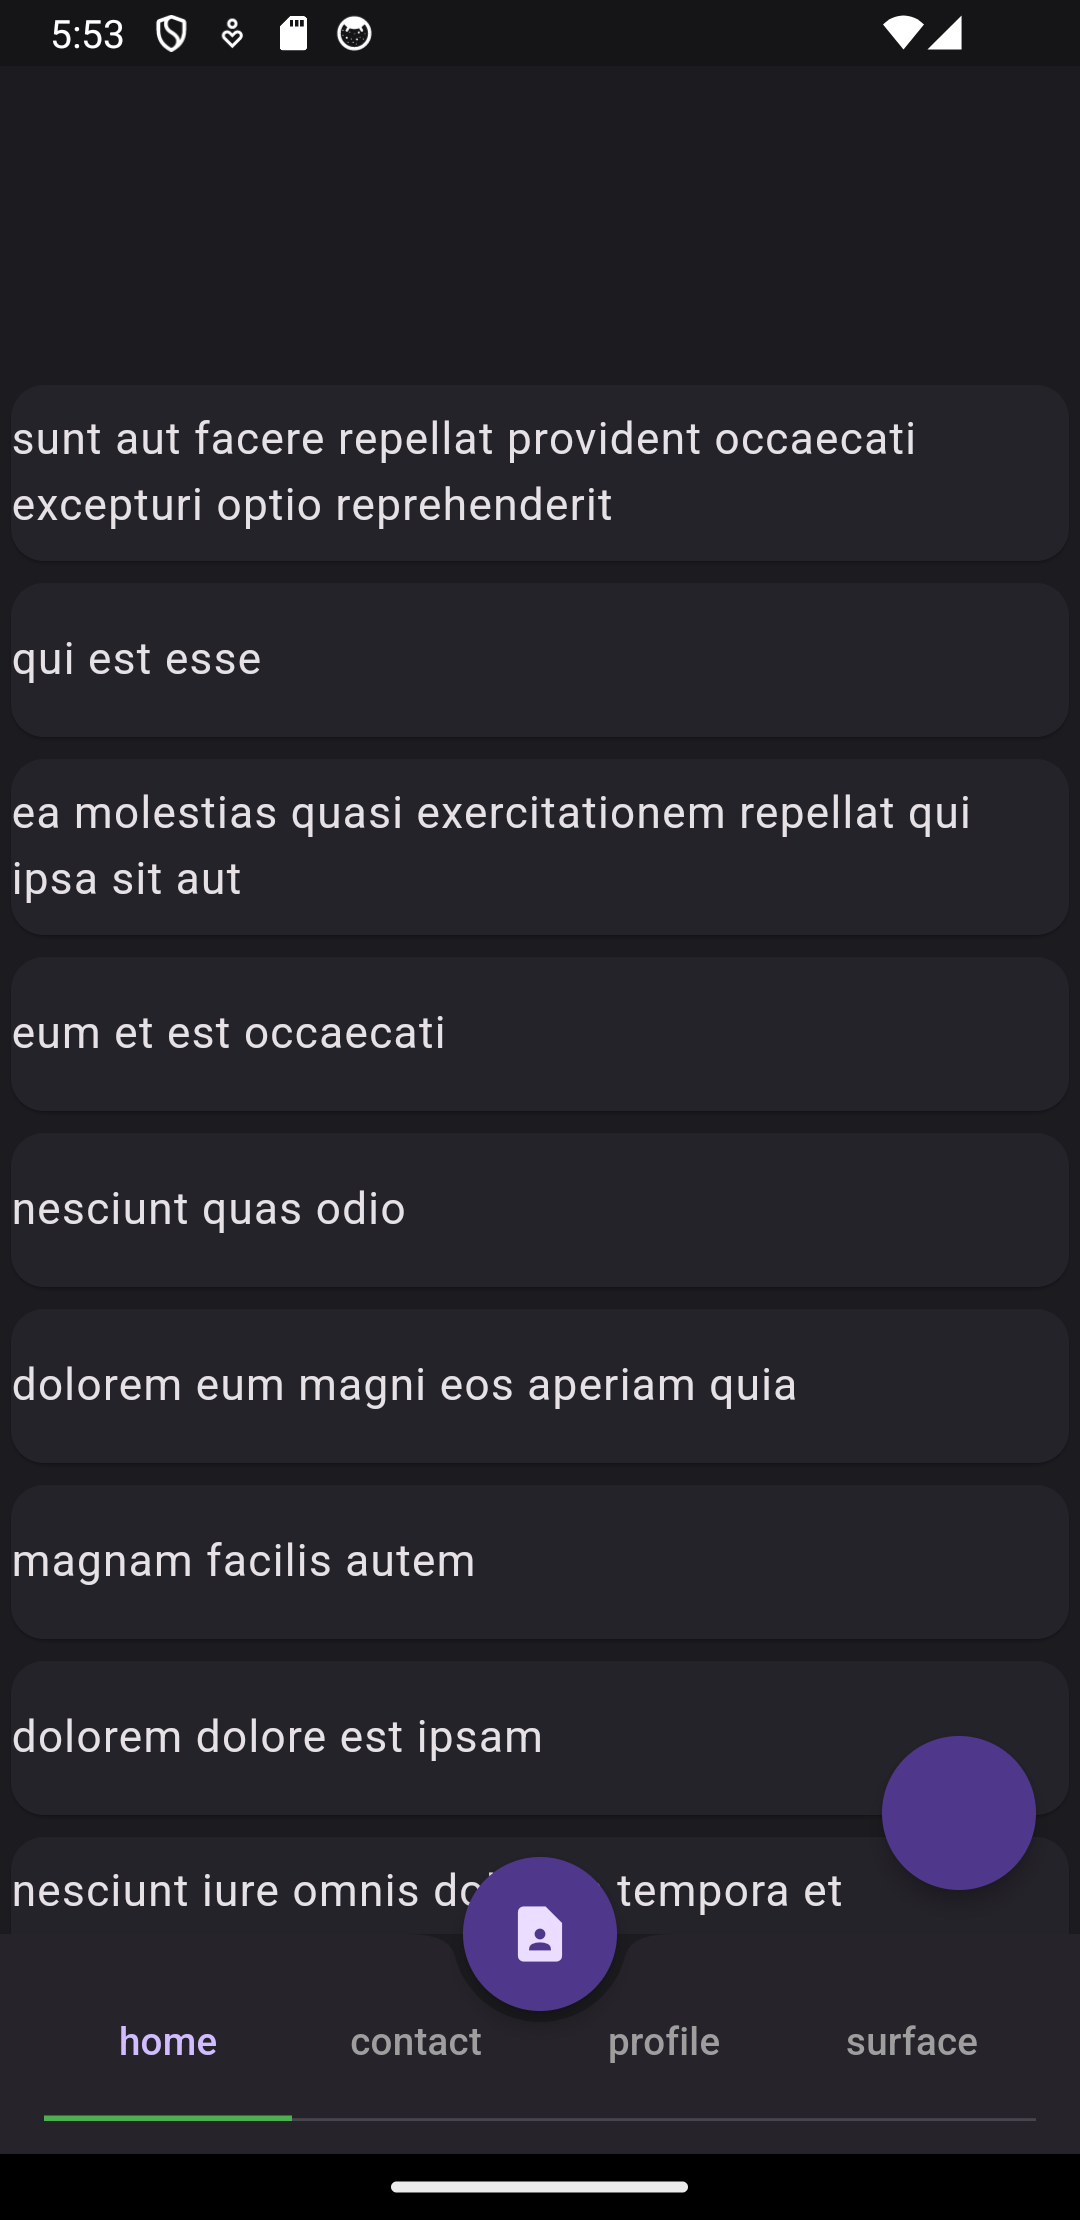 5:53
sunt aut facere repellat provident occaecati
excepturi optio reprehenderit
qui est esse
ea molestias quasi exercitationem repellat qui
ipsa sit aut
eum et est occaecati
nesciunt quas odio
dolorem eum magni eos aperiam quia
magnam facilis autem
dolorem dolore est ipsam
nesciunt iure omnis tempora et
home contact profile surface